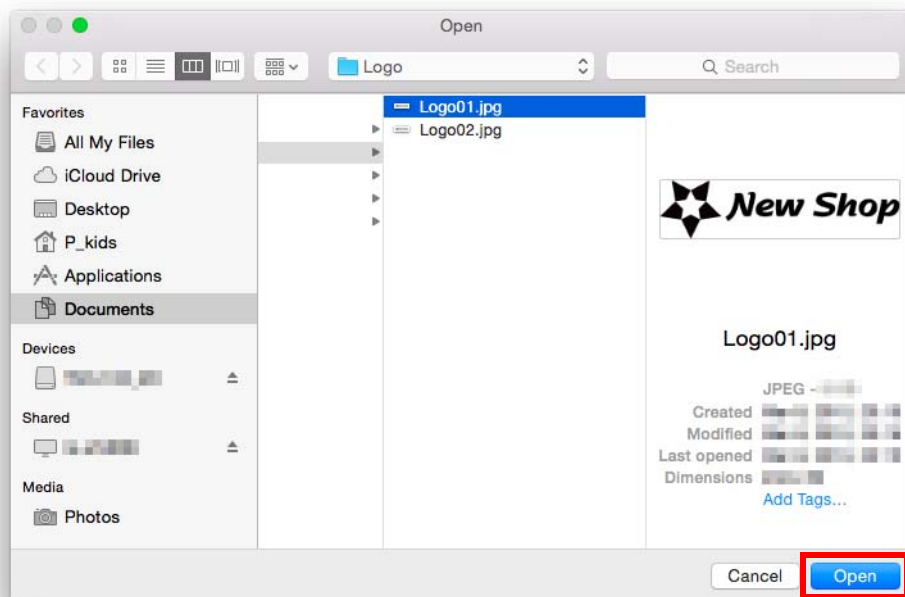 Open
Logo
Search
Favorites
All My Files
iCloud Drive
Desktop
P_kids
Applications
Documents
Devices
Shared
Media
Photos
Logo01.jpg
Logo02.jpg
New Shop
Logo01.jpg
JPEG -
Created
Modified
Last opened
Dimensions
Add Tags...
Cancel
Open